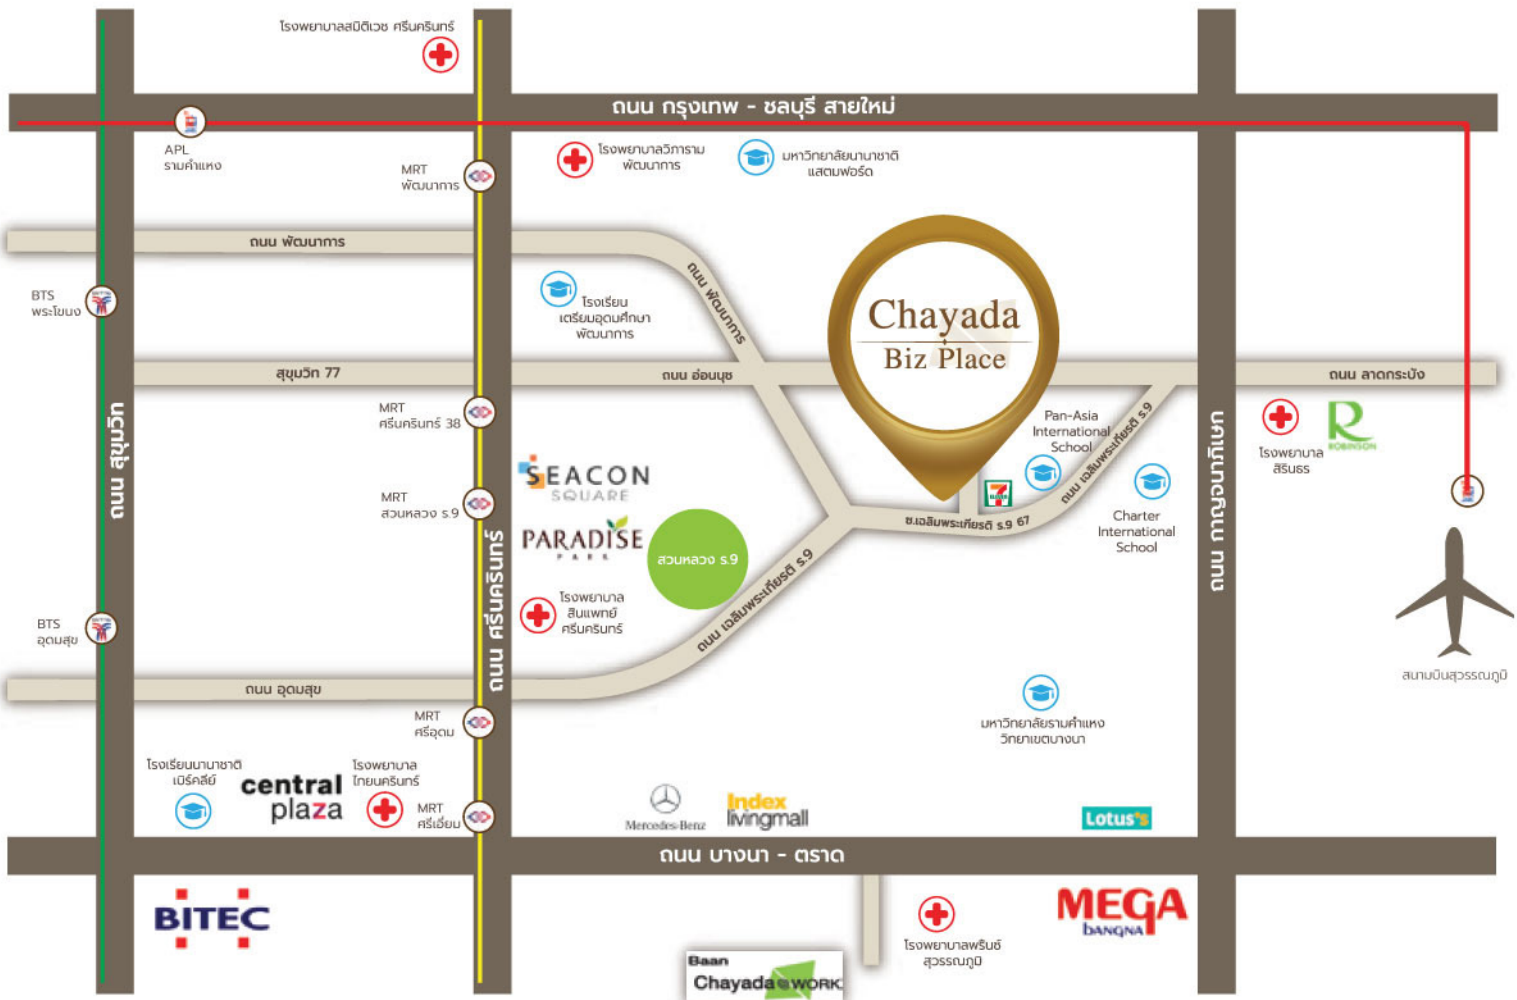 โรงพยาบาลสมิติเวช ศรีนครินทร์
ถนน กรุงเทพ - ชลบุรี สายใหม่
APL
รามคำแหง
MRT
พัฒนาการ
โรงพยาบาลวิภาราม
พัฒนาการ
มหาวิทยาลัยนานาชาติ
แสตมฟอร์ด
ถนน พัฒนาการ
ถนน พัฒนาการ
BTS
พระโขนง
โรงเรียน
เตรียมอุดมศึกษา
พัฒนาการ
Chayada
Biz Place
สุขุมวิท 77
ถนน อ่อนนุช
ถนน ลาดกระบัง
ถนน สุขุมวิท
MRT
ศรีนครินทร์ 38
Pan-Asia
International
School
ถนน เฉลิมพระเกียรติ ร.9
ถนน กาญจนาภิเษก
โรงพยาบาล
สิรินธร
R
ROBINSON
SEACON
SQUARE
MRT
สวนหลวง ร.9
PARADISE
PARK
สวนหลวง ร.9
7
ELEVEN
ซ.เฉลิมพระเกียรติ ร.9 67
Charter
International
School
ถนน ศรีนครินทร์
โรงพยาบาล
สินแพทย์
ศรีนครินทร์
ถนน เฉลิมพระเกียรติ ร.9
BTS
อุดมสุข
ถนน อุดมสุข
สนามบินสุวรรณภูมิ
MRT
ศรีอุดม
มหาวิทยาลัยรามคำแหง
วิทยาเขตบางนา
โรงเรียนนานาชาติ
เบิร์คลีย์
central
plaza
โรงพยาบาล
ไทยนครินทร์
MRT
ศรีเอี่ยม
Mercedes-Benz
Index
livingmall
Lotus's
ถนน บางนา - ตราด
BITEC
โรงพยาบาลพรินซ์
สุวรรณภูมิ
MEGA
BANGNA
Baan
Chayada@WORK